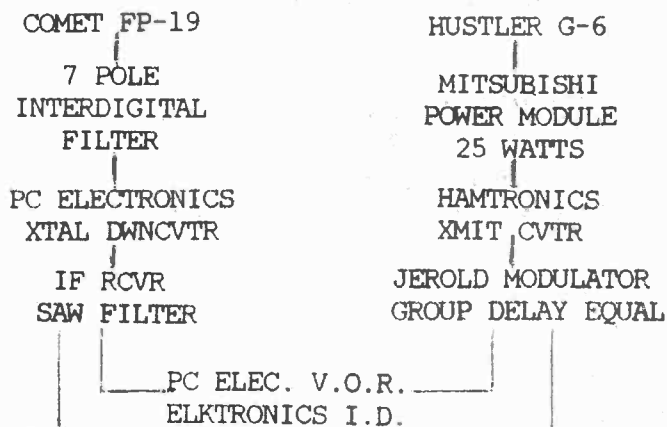 COMET FP-19
7 POLE
INTERDIGITAL
FILTER
PC ELECTRONICS
XTAL DWNCVTR
IF RCVR
SAW FILTER
HUSTLER G-6
MITSUBISHI
POWER MODULE
25 WATTS
HAMTRONICS
XMIT CVTR
JEROLD MODULATOR
GROUP DELAY EQUAL
PC ELEC. V.O.R.
ELKTRONICS I.D.